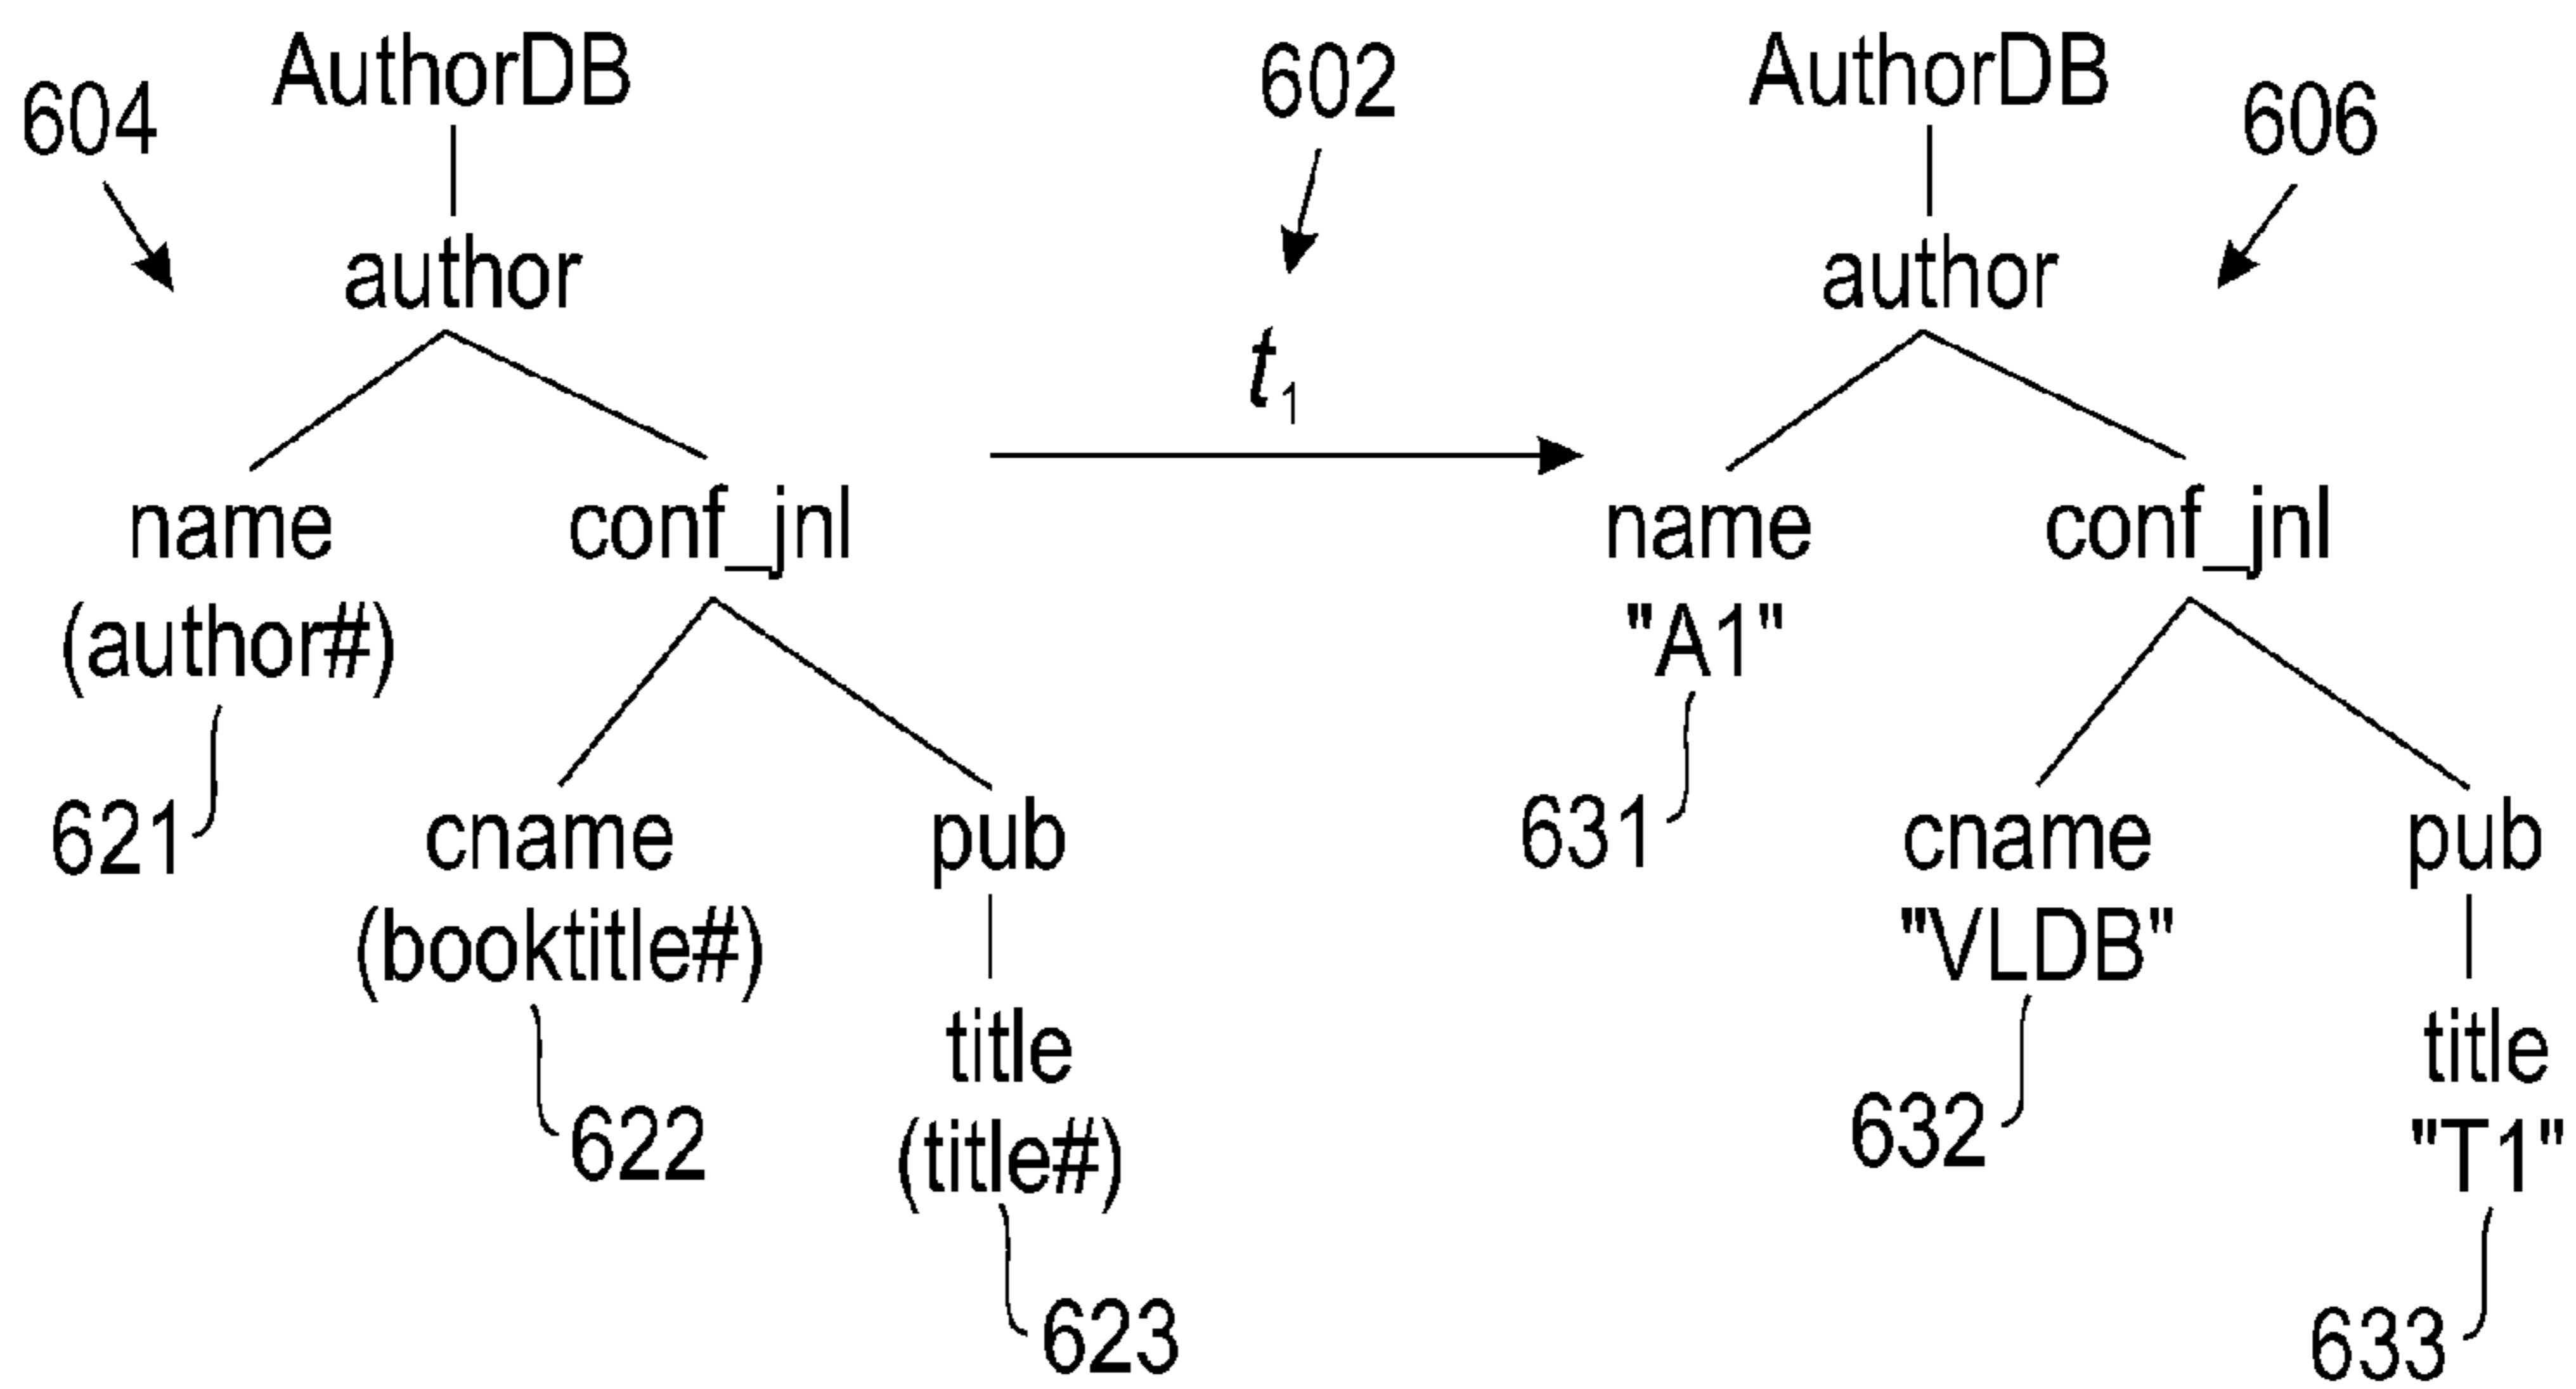 AuthorDB 602 AuthorDB
604 606
author author
t1
name conf_jnl name conf_jnl
(author#) "A1"
621 cname pub 631 cname pub
(booktitle#) "VLDB"
title title
622 (title#) 632 "T1"
623 633